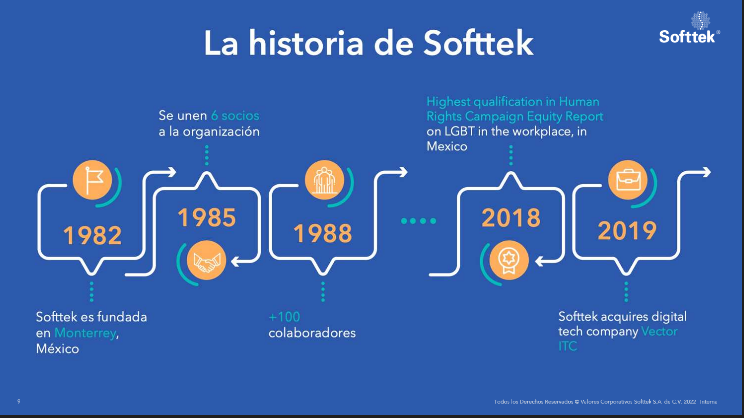 La historia de Softtek
Softtek®
Se unen 6 socios
a la organización
Highest qualification in Human
Rights Campaign Equity Report
on LGBT in the workplace, in
Mexico
1982
1985
1988
2018
2019
Softtek es fundada
en Monterrey,
México
+100
colaboradores
Softtek acquires digital
tech company Vector
ITC
Todos los Derechos Reservados © Valores Corporativos Softtek S.A. de C.V. 2022. Interna